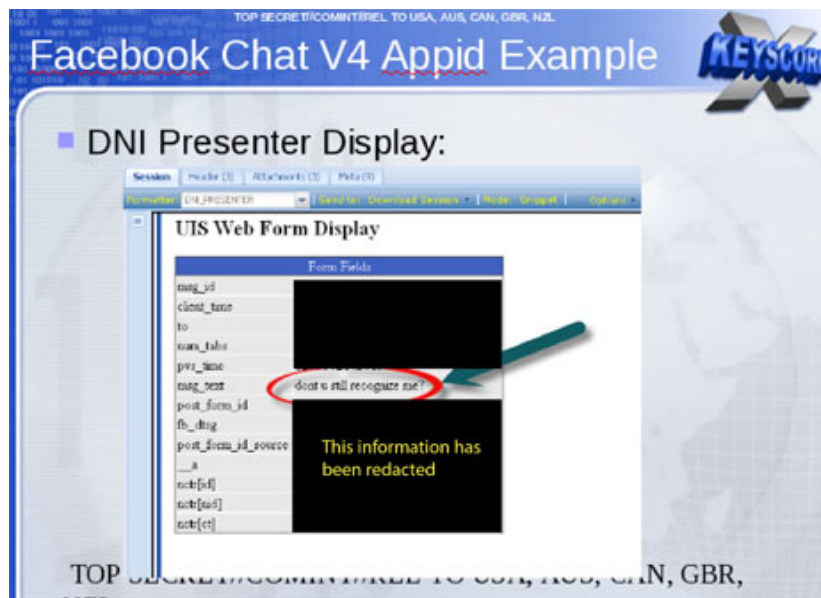 TOP SECRET//COMINT//REL TO USA, AUS, CAN, GBR, NZL
Facebook Chat V4 Appid Example
KEYSCORE
DNI Presenter Display:
Session Header (3) Attachments (3) Meta (9)
Formatter: DNI_PRESENTER Send to: Download Session Mode: Snippet Options
UIS Web Form Display
Form Fields
msg_id
client_time
to
num_tabs
pvs_time
msg_text dont u still recognize me?
post_form_id
fb_dtsg
post_form_id_source
This information has
been redacted
__a
nctr[id]
nctr[nid]
nctr[ct]
TOP SECRET//COMINT//REL TO USA, AUS, CAN, GBR,